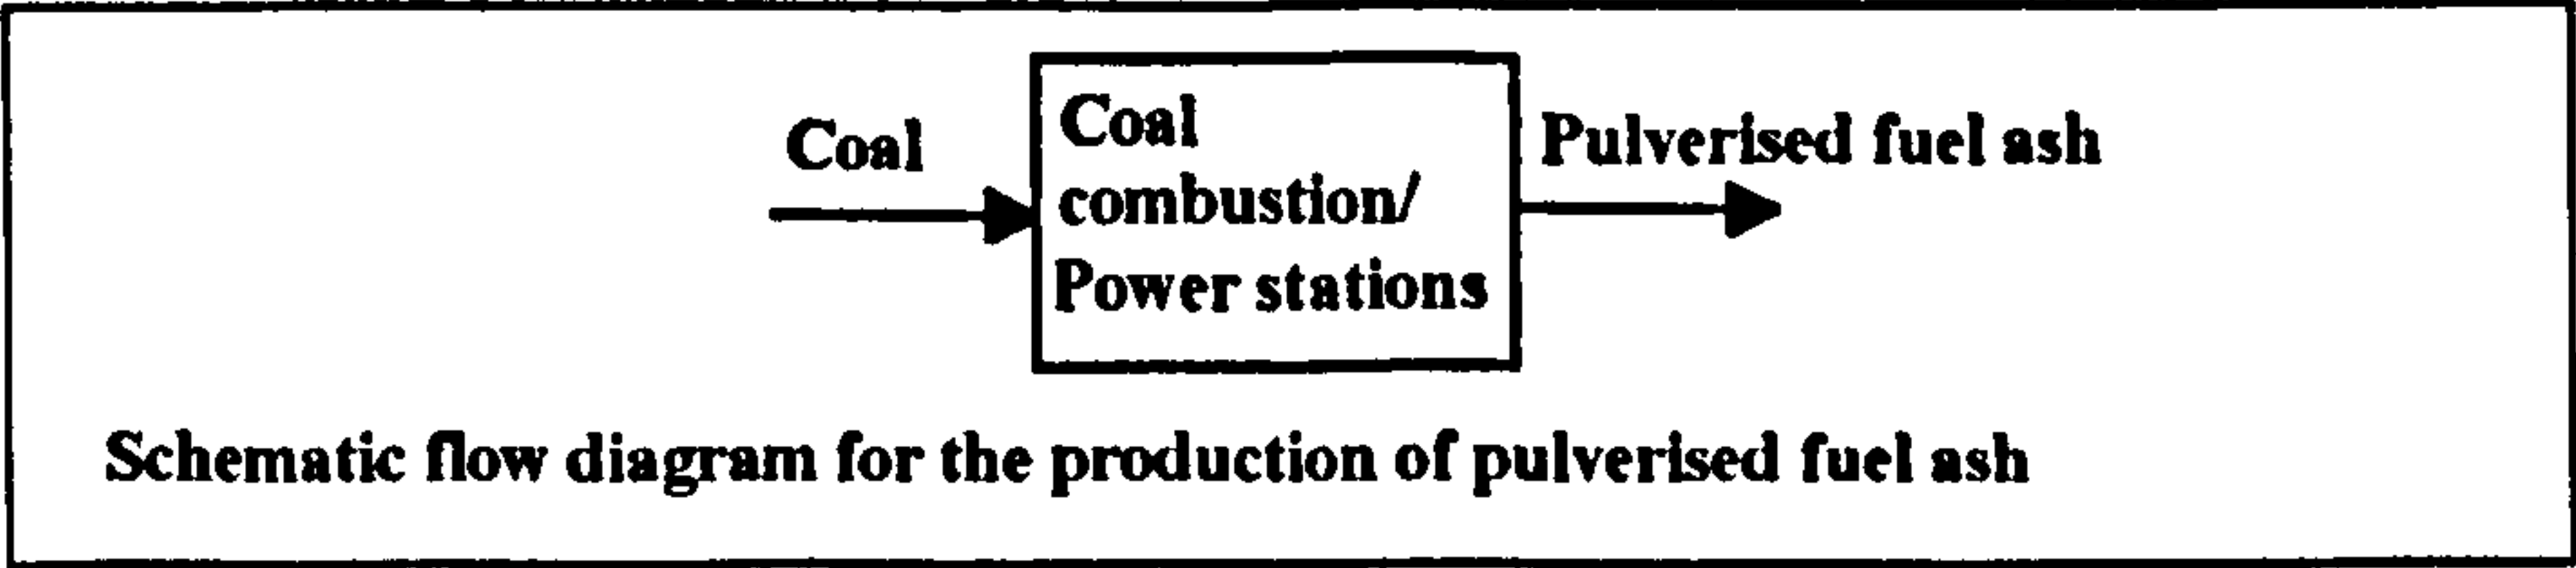 Coal
Coal
combustion/
Power stations
Pulverised fuel ash
Schematic flow diagram for the production of pulverised fuel ash